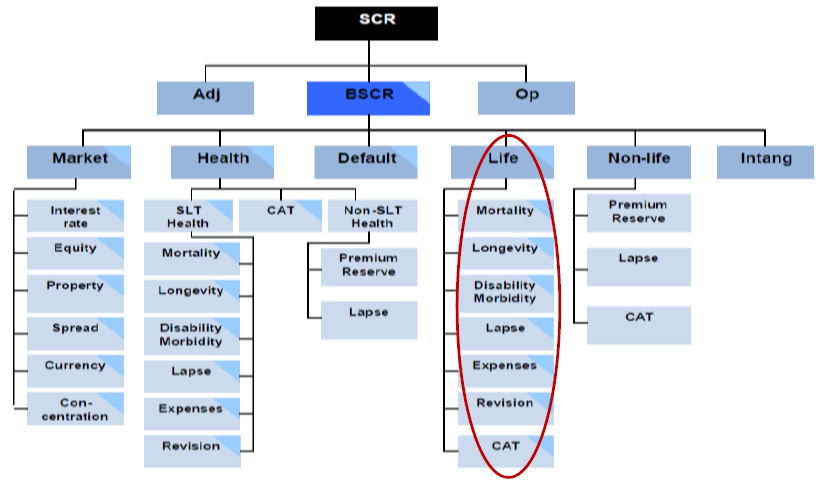 SCR
Adj
BSCR
Op
Market
Health
Default
Life
Non-life
Intang
Interest
rate
Equity
Property
Spread
Currency
Con-
centration
SLT
Health
CAT
Non-SLT
Health
Mortality
Longevity
Disability
Morbidity
Lapse
Expenses
Revision
Premium
Reserve
Lapse
Mortality
Longevity
Disability
Morbidity
Lapse
Expenses
Revision
CAT
Premium
Reserve
Lapse
CAT